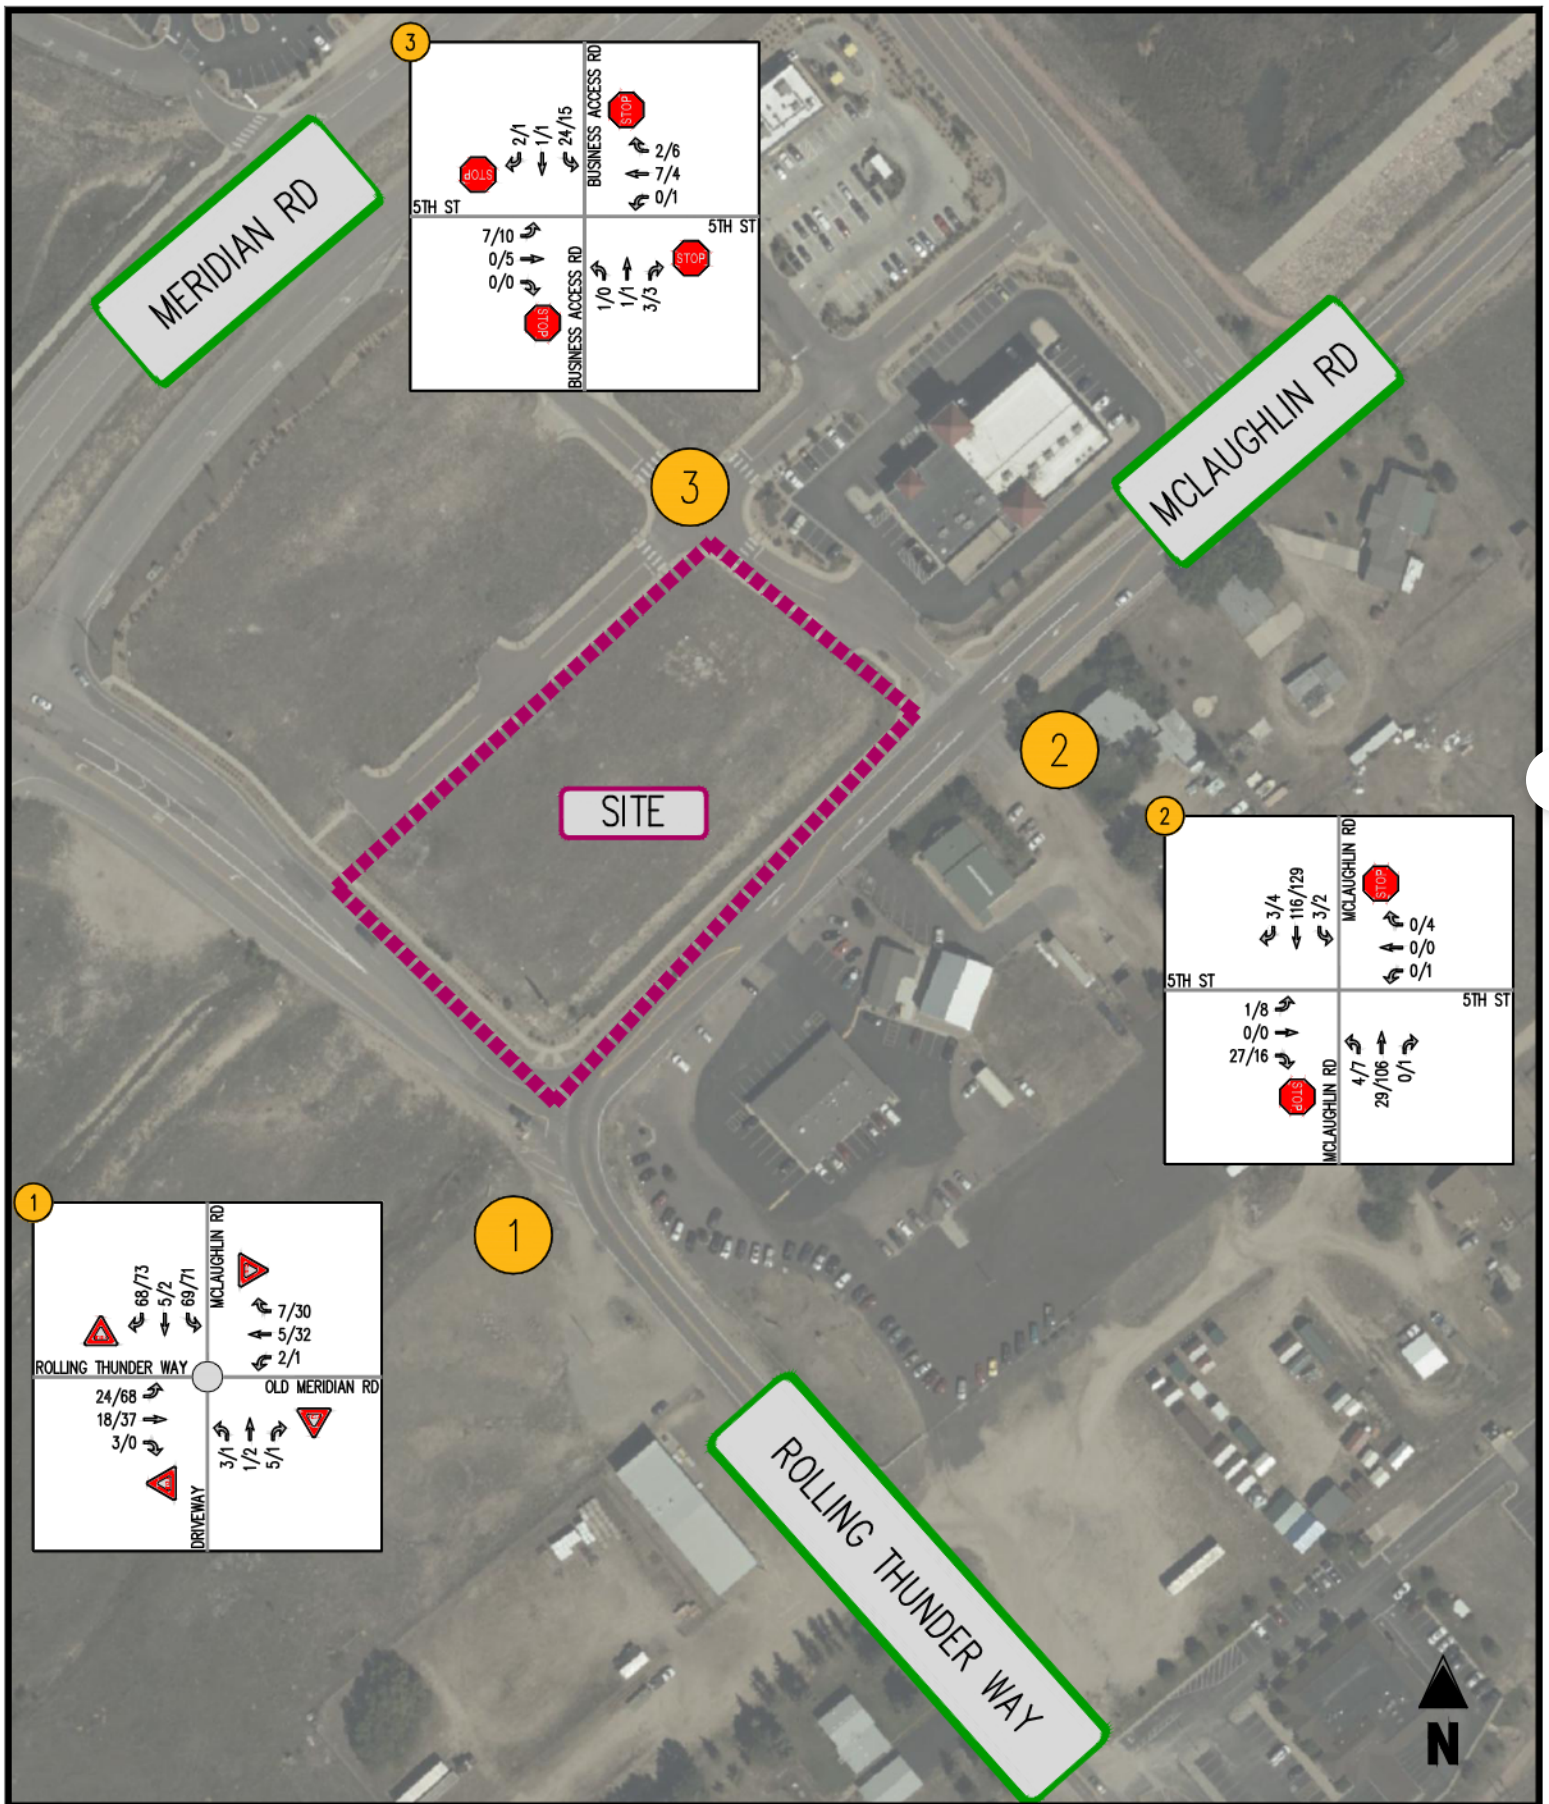 3
BUSINESS ACCESS RD
STOP
2/1
1/1
24/15
2/6
7/4
0/1
STOP
5TH ST
5TH ST
7/10
0/5
0/0
STOP
BUSINESS ACCESS RD
1/0
1/1
3/3
STOP
MERIDIAN RD
MCLAUGHLIN RD
3
2
SITE
2
MCLAUGHLIN RD
STOP
3/4
116/129
3/2
0/4
0/0
0/1
5TH ST
5TH ST
1/8
0/0
27/16
STOP
MCLAUGHLIN RD
4/7
29/106
0/1
1
1
MCLAUGHLIN RD
68/73
5/2
69/71
7/30
5/32
2/1
ROLLING THUNDER WAY
OLD MERIDIAN RD
24/68
18/37
3/0
DRIVEWAY
3/1
1/2
5/1
ROLLING THUNDER WAY
N